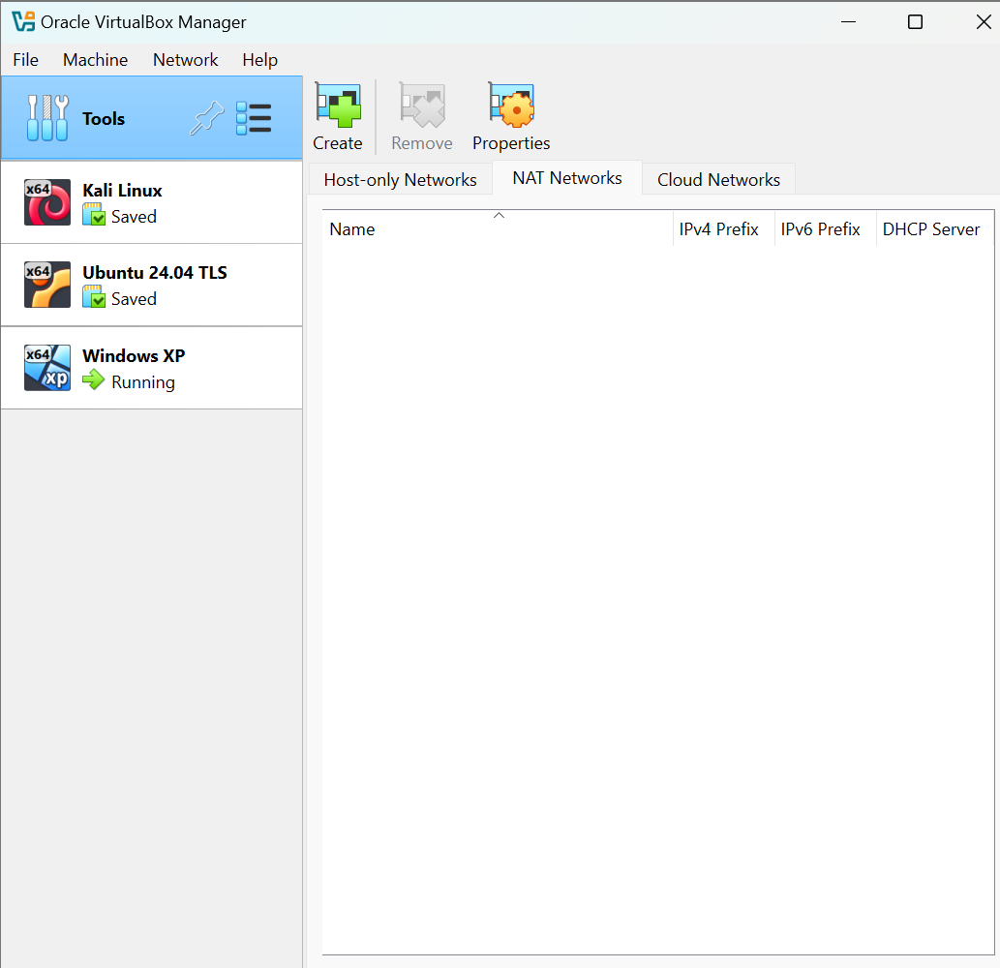 Oracle VirtualBox Manager
File Machine Network Help
Tools
Create Remove Properties
Host-only Networks NAT Networks Cloud Networks
Name IPv4 Prefix IPv6 Prefix DHCP Server
x64 Kali Linux
Saved
x64 Ubuntu 24.04 TLS
Saved
x64 Windows XP
xp Running